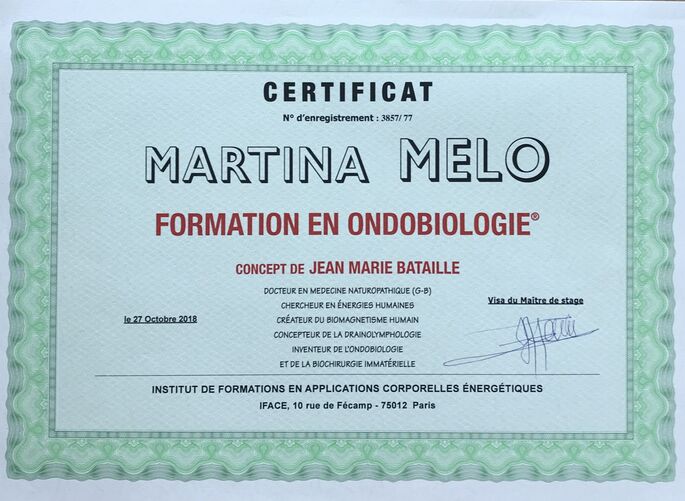 CERTIFICAT
N° d'enregistrement : 3857/ 77
MARTINA MELO
FORMATION EN ONDOBIOLOGIE®
CONCEPT DE JEAN MARIE BATAILLE
DOCTEUR EN MEDECINE NATUROPATHIQUE (G-B)
CHERCHEUR EN ÉNERGIES HUMAINES
CRÉATEUR DU BIOMAGNETISME HUMAIN
CONCEPTEUR DE LA DRAINOLYMPHOLOGIE
INVENTEUR DE L'ONDOBIOLOGIE
ET DE LA BIOCHIRURGIE IMMATÉRIELLE
le 27 Octobre 2018
Visa du Maître de stage
INSTITUT DE FORMATIONS EN APPLICATIONS CORPORELLES ÉNERGÉTIQUES
IFACE, 10 rue de Fécamp - 75012 Paris